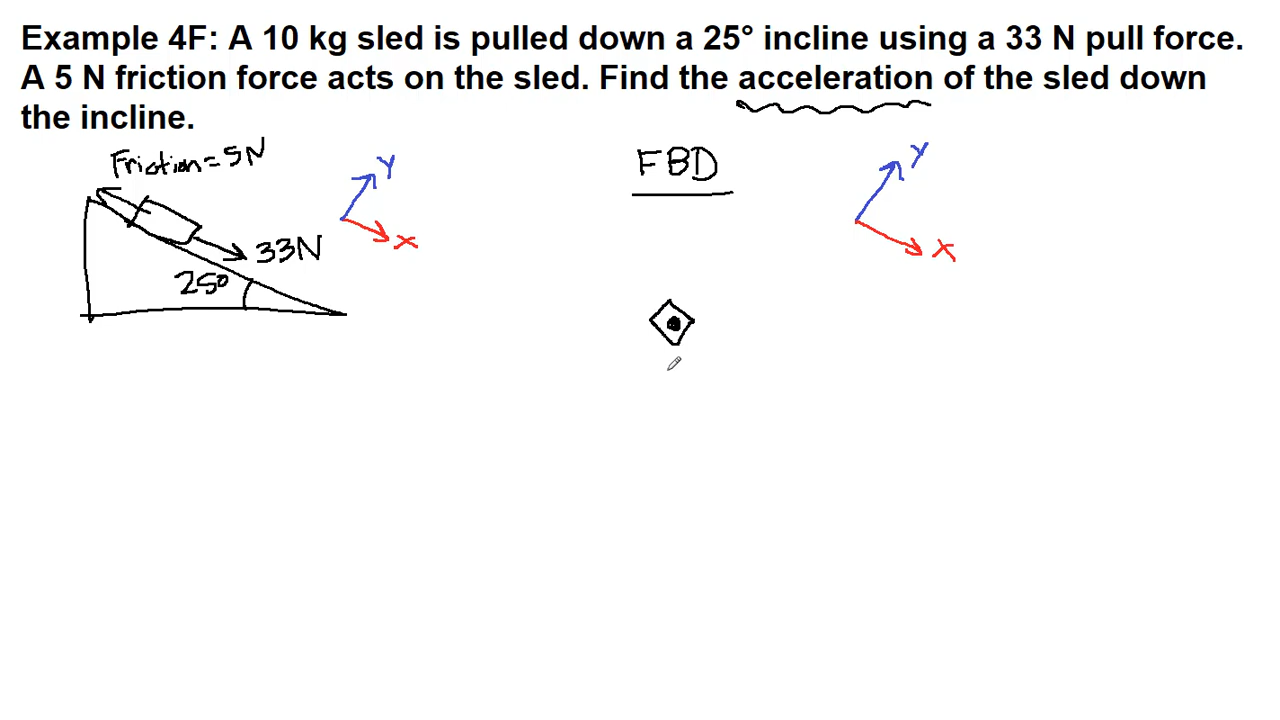 Example 4F: A 10 kg sled is pulled down a 25° incline using a 33 N pull force.
A 5 N friction force acts on the sled. Find the acceleration of the sled down
the incline.
Friction = 5N
Y
X
33N
25°
FBD
Y
X